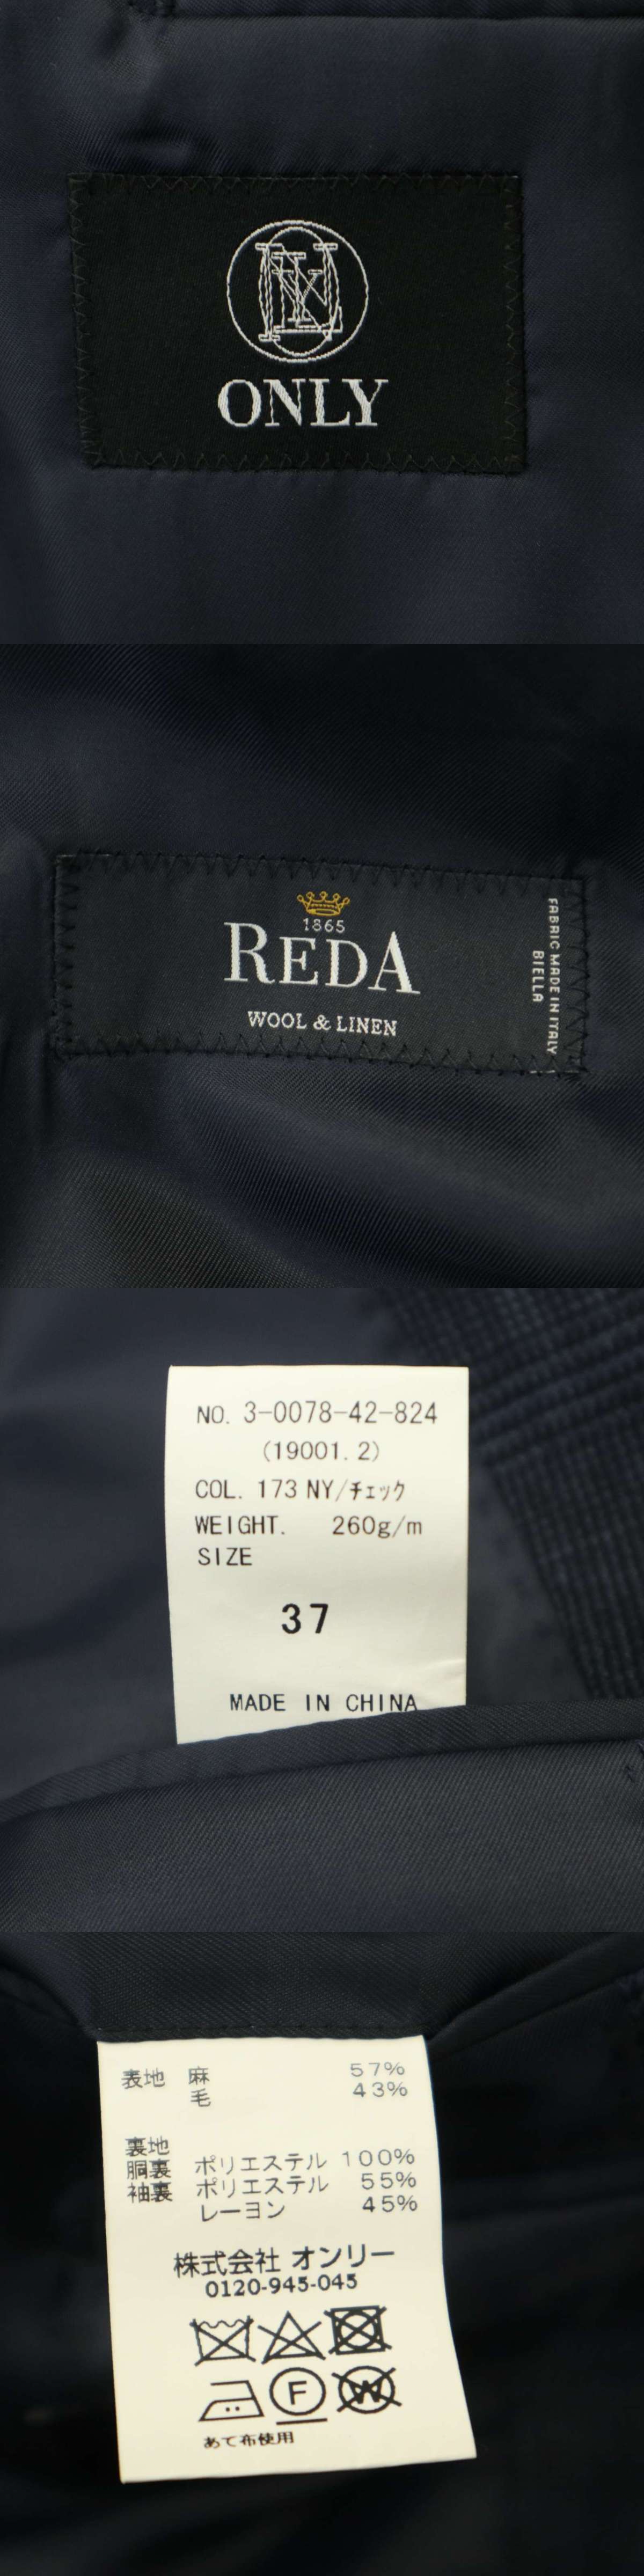 ONLY
1865
REDA
WOOL & LINEN
FABRIC MADE IN ITALY
BIELLA
NO. 3-0078-42-824
(19001.2)
COL. 173 NY/チェック
WEIGHT. 260g/m
SIZE
37
MADE IN CHINA
表地 麻 57%
毛 43%
裏地
胴裏 ポリエステル 100%
袖裏 ポリエステル 55%
レーヨン 45%
株式会社 オンリー
0120-945-045
F
W
あて布使用